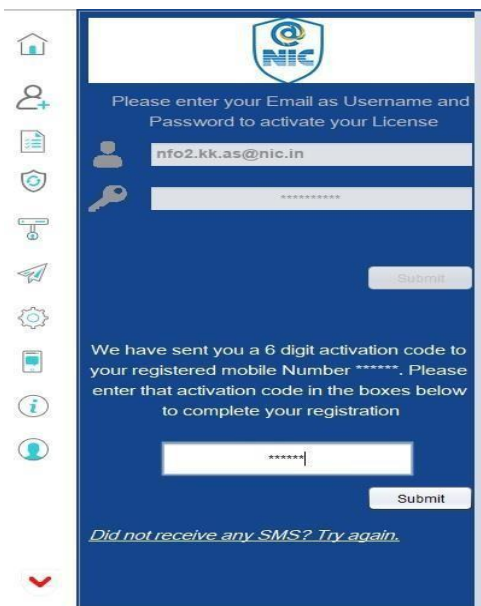 @
NIC
Please enter your Email as Username and
Password to activate your License
nfo2.kk.as@nic.in
**********
Submit
We have sent you a 6 digit activation code to
your registered mobile Number ******. Please
enter that activation code in the boxes below
to complete your registration
******
Submit
Did not receive any SMS? Try again.